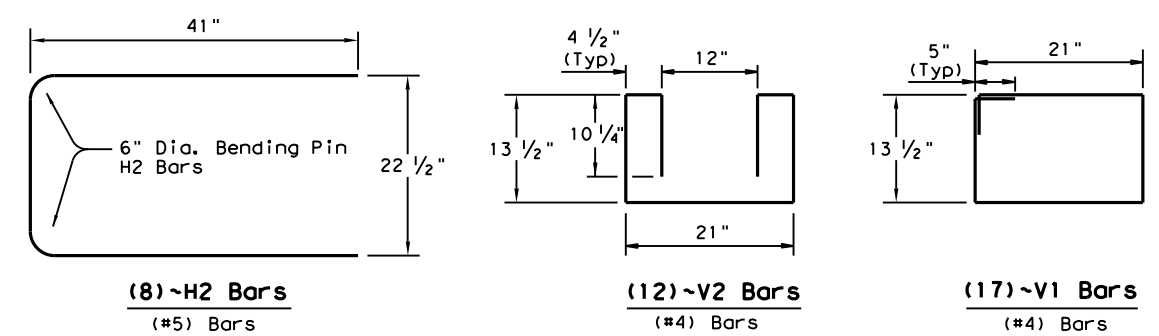 41"
6" Dia. Bending Pin
H2 Bars
22 ½"
(8)~H2 Bars
(#5) Bars
4 ½"
(Typ)
12"
13 ½"
10 ¼"
21"
(12)~V2 Bars
(#4) Bars
5"
(Typ)
21"
13 ½"
(17)~V1 Bars
(#4) Bars